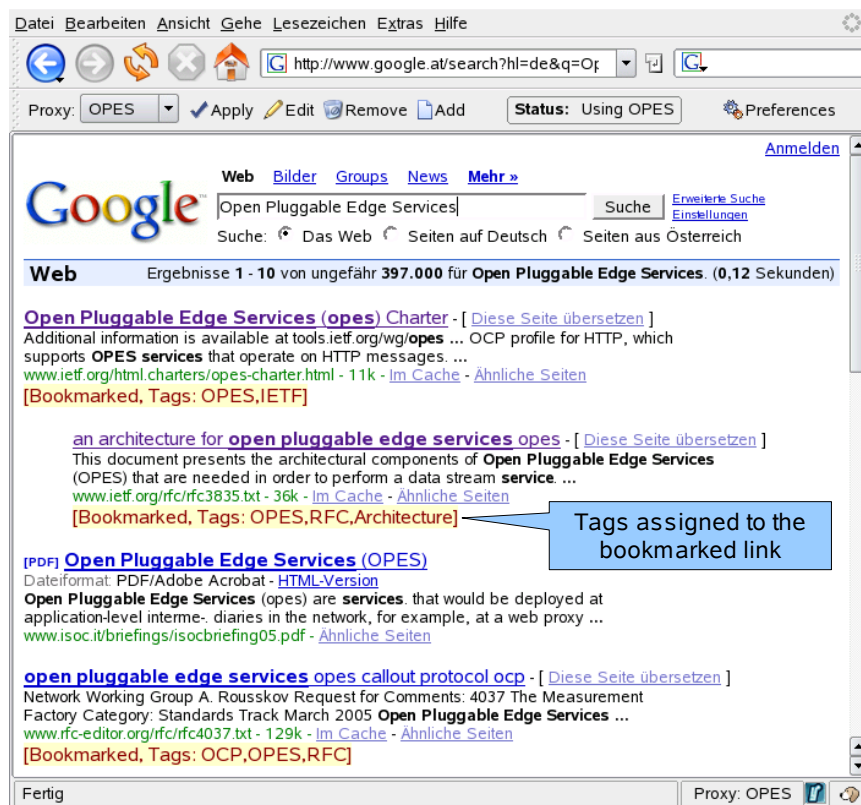 Datei Bearbeiten Ansicht Gehe Lesezeichen Extras Hilfe
G http://www.google.at/search?hl=de&q=Op G
Proxy: OPES Apply Edit Remove Add Status: Using OPES Preferences
Anmelden
Web Bilder Groups News Mehr »
Google™
Open Pluggable Edge Services Suche Erweiterte Suche
Einstellungen
Suche: Das Web Seiten auf Deutsch Seiten aus Österreich
Web Ergebnisse 1 - 10 von ungefähr 397.000 für Open Pluggable Edge Services. (0,12 Sekunden)
Open Pluggable Edge Services (opes) Charter - [ Diese Seite übersetzen ]
Additional information is available at tools.ietf.org/wg/opes ... OCP profile for HTTP, which
supports OPES services that operate on HTTP messages. ...
www.ietf.org/html.charters/opes-charter.html - 11k - Im Cache - Ähnliche Seiten
[Bookmarked, Tags: OPES,IETF]
an architecture for open pluggable edge services opes - [ Diese Seite übersetzen ]
This document presents the architectural components of Open Pluggable Edge Services
(OPES) that are needed in order to perform a data stream service. ...
www.ietf.org/rfc/rfc3835.txt - 36k - Im Cache - Ähnliche Seiten
[Bookmarked, Tags: OPES,RFC,Architecture]
Tags assigned to the
bookmarked link
[PDF] Open Pluggable Edge Services (OPES)
Dateiformat: PDF/Adobe Acrobat - HTML-Version
Open Pluggable Edge Services (opes) are services. that would be deployed at
application-level interme-. diaries in the network, for example, at a web proxy ...
www.isoc.it/briefings/isocbriefing05.pdf - Ähnliche Seiten
open pluggable edge services opes callout protocol ocp - [ Diese Seite übersetzen ]
Network Working Group A. Rousskov Request for Comments: 4037 The Measurement
Factory Category: Standards Track March 2005 Open Pluggable Edge Services ...
www.rfc-editor.org/rfc/rfc4037.txt - 129k - Im Cache - Ähnliche Seiten
[Bookmarked, Tags: OCP,OPES,RFC]
Fertig Proxy: OPES